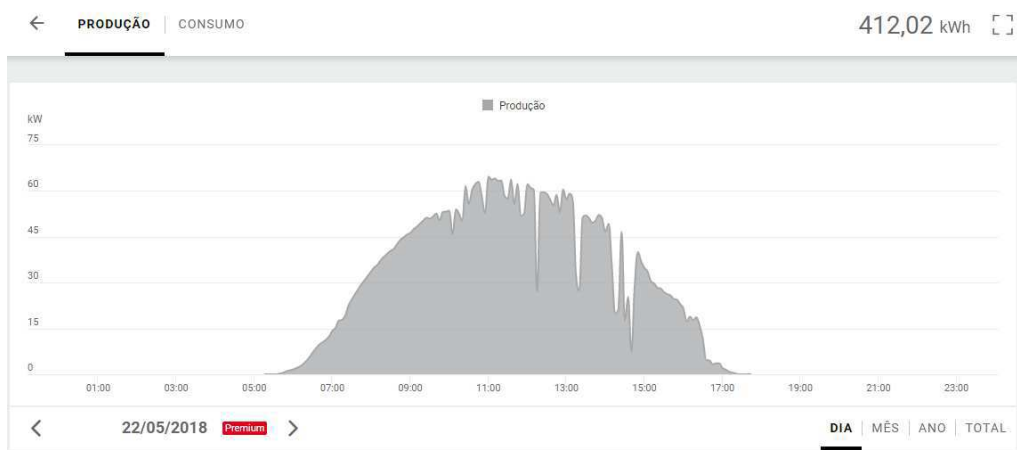 PRODUÇÃO CONSUMO 412,02 kWh
Produção
kW
75
60
45
30
15
0
01:00 03:00 05:00 07:00 09:00 11:00 13:00 15:00 17:00 19:00 21:00 23:00
22/05/2018 Premium DIA MÊS ANO TOTAL